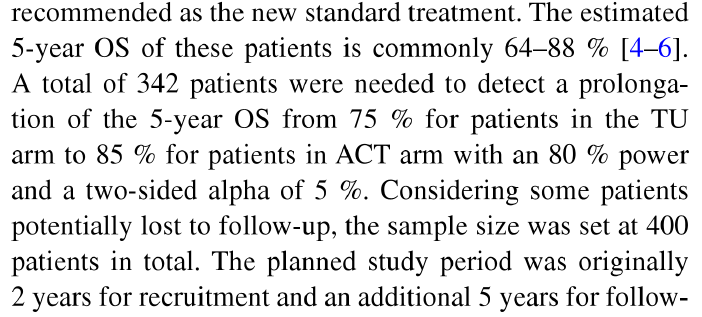 recommended as the new standard treatment. The estimated
5-year OS of these patients is commonly 64–88 % [4–6].
A total of 342 patients were needed to detect a prolonga-
tion of the 5-year OS from 75 % for patients in the TU
arm to 85 % for patients in ACT arm with an 80 % power
and a two-sided alpha of 5 %. Considering some patients
potentially lost to follow-up, the sample size was set at 400
patients in total. The planned study period was originally
2 years for recruitment and an additional 5 years for follow-